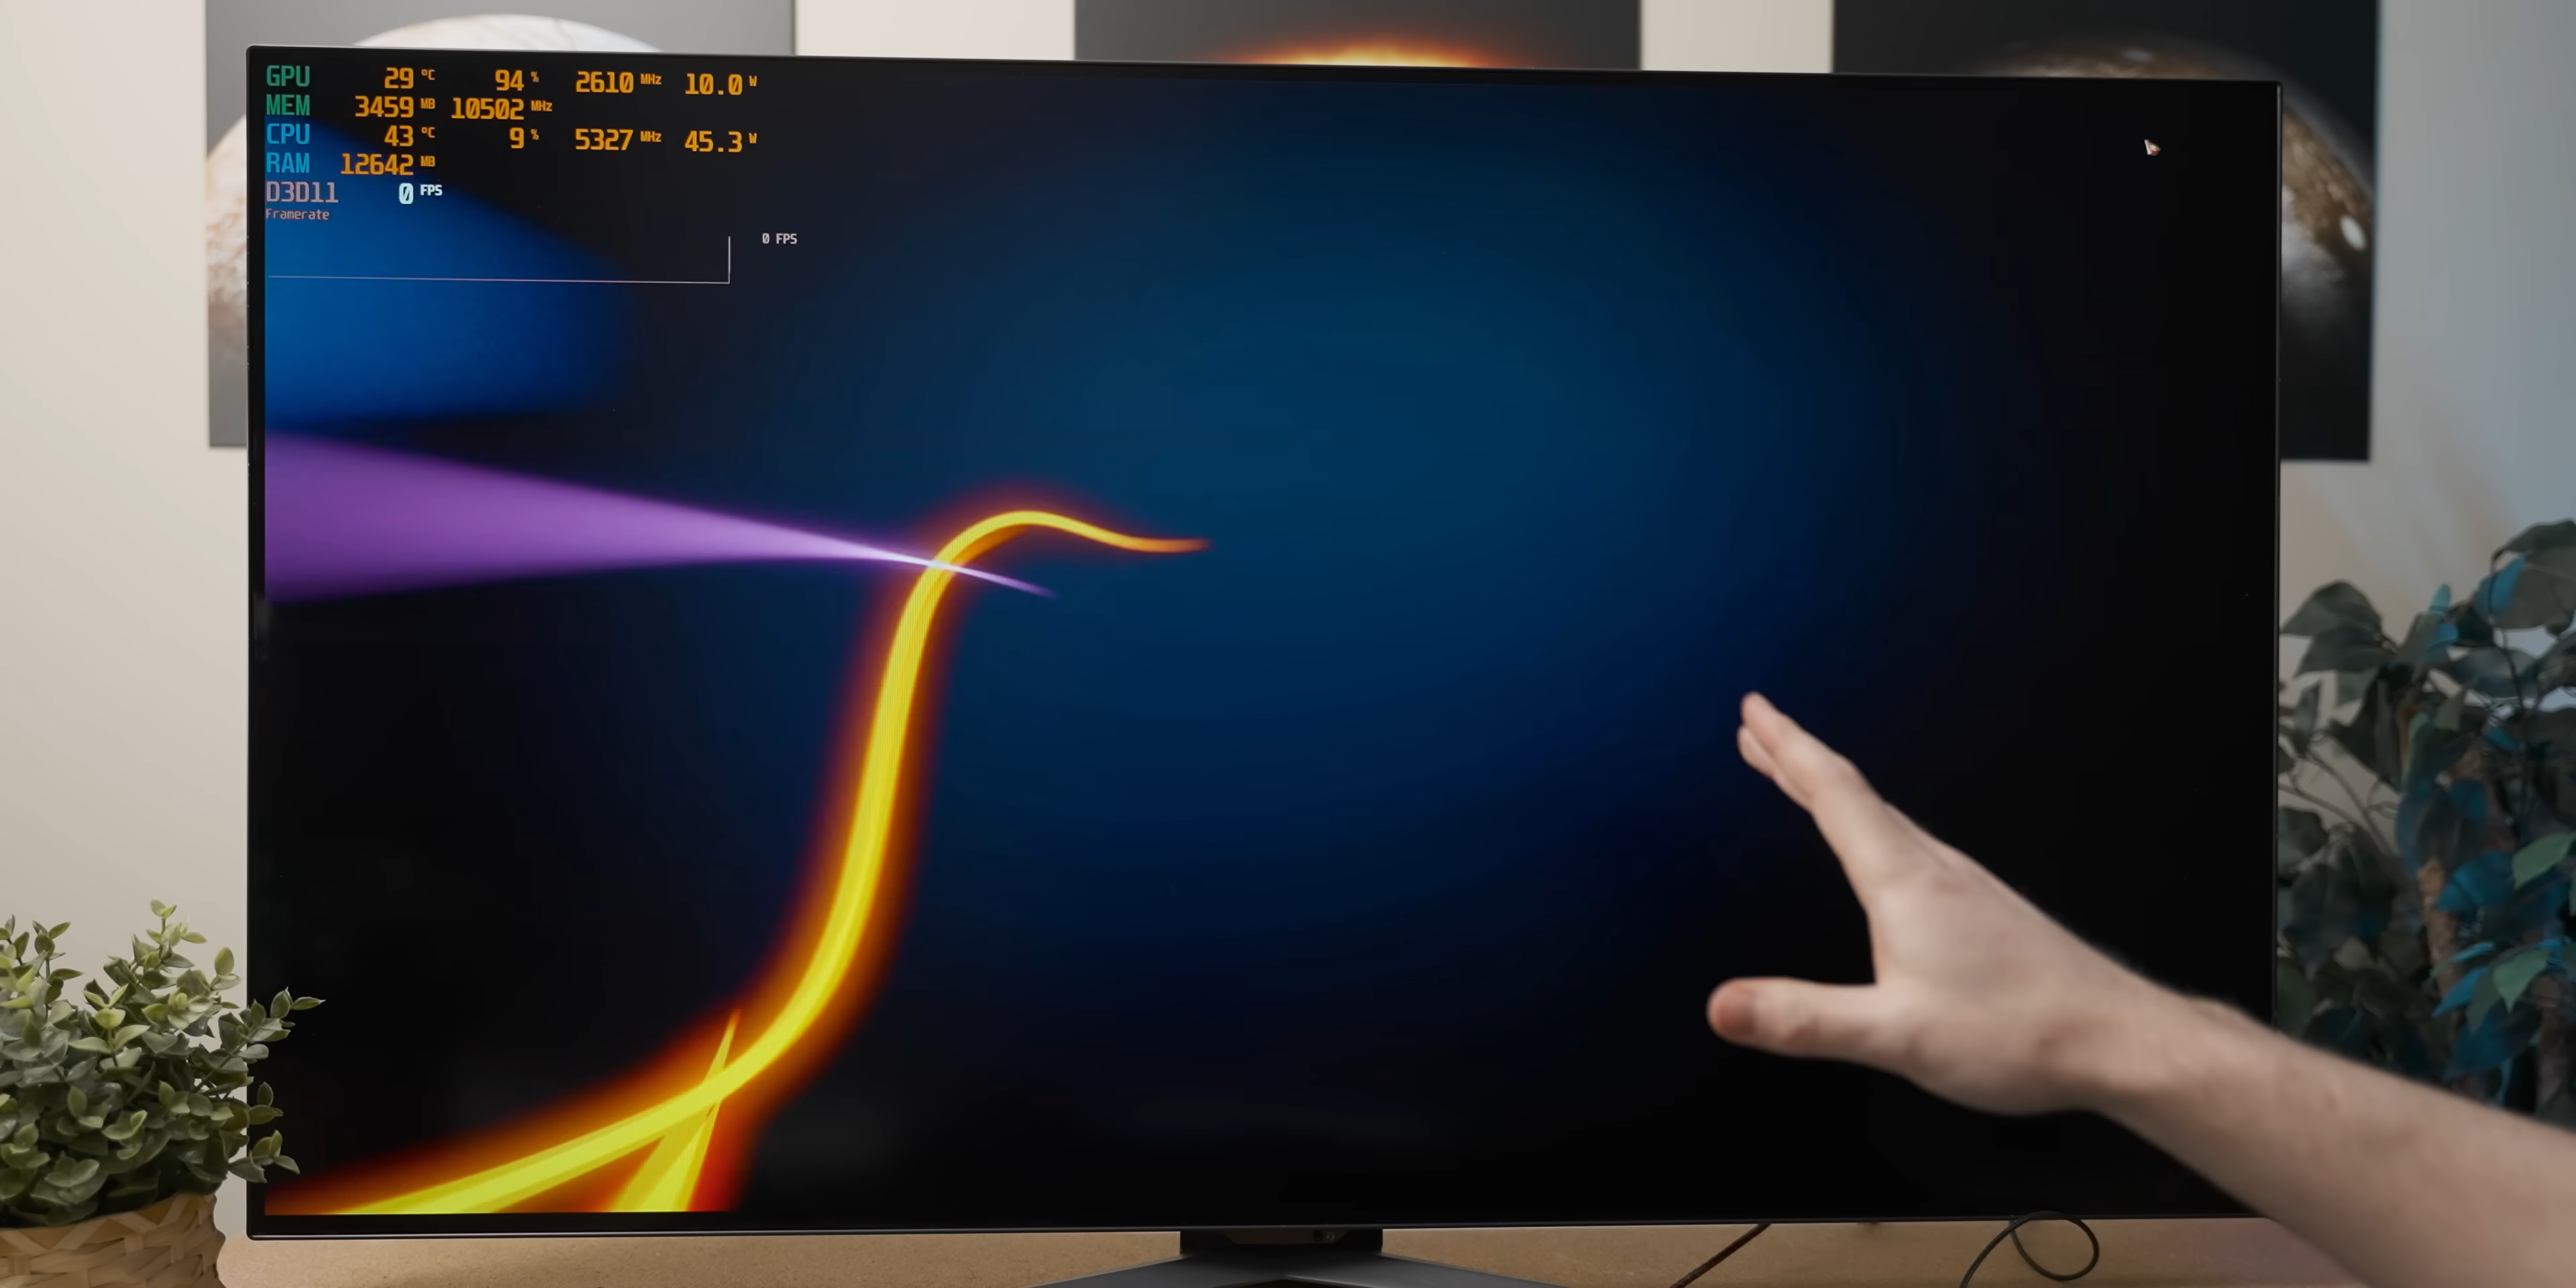 GPU 29 °C 94 % 2610 MHz 10.0 W
MEM 3459 MB 10502 MHz
CPU 43 °C 9 % 5327 MHz 45.3 W
RAM 12642 MB
D3D11 0 FPS
Framerate
0 FPS